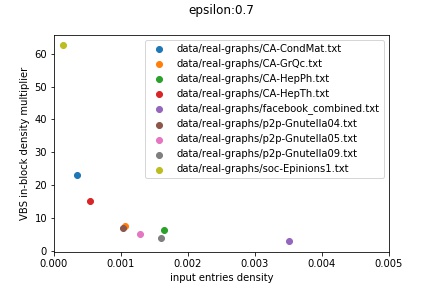 epsilon:0.7
data/real-graphs/CA-CondMat.txt
data/real-graphs/CA-GrQc.txt
data/real-graphs/CA-HepPh.txt
data/real-graphs/CA-HepTh.txt
data/real-graphs/facebook_combined.txt
data/real-graphs/p2p-Gnutella04.txt
data/real-graphs/p2p-Gnutella05.txt
data/real-graphs/p2p-Gnutella09.txt
data/real-graphs/soc-Epinions1.txt
VBS in-block density multiplier
60
50
40
30
20
10
0
0.000 0.001 0.002 0.003 0.004 0.005
input entries density